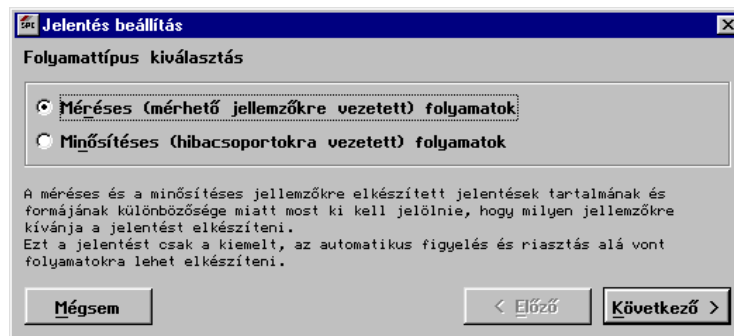 SPC Jelentés beállítás
Folyamattípus kiválasztás
Méréses (mérhető jellemzőkre vezetett) folyamatok
Minősítéses (hibacsoportokra vezetett) folyamatok
A méréses és a minősítéses jellemzőkre elkészített jelentések tartalmának és
formájának különbözősége miatt most ki kell jelölnie, hogy milyen jellemzőkre
kívánja a jelentést elkészíteni.
Ezt a jelentést csak a kiemelt, az automatikus figyelés és riasztás alá vont
folyamatokra lehet elkészíteni.
Mégsem
< Előző
Következő >